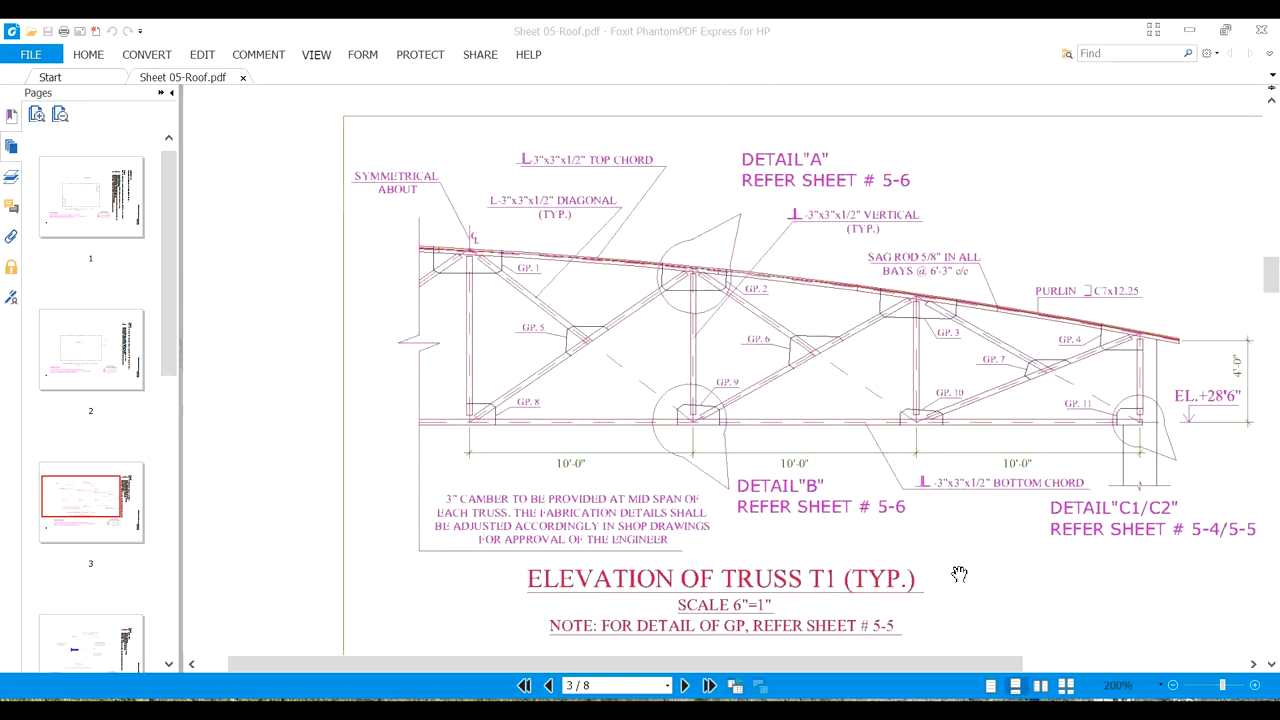 Sheet 05-Roof.pdf - Foxit PhantomPDF Express for HP
FILE HOME CONVERT EDIT COMMENT VIEW FORM PROTECT SHARE HELP
Find
Start
Sheet 05-Roof.pdf
Pages
1
2
3
SYMMETRICAL
ABOUT
CL
3"x3"x1/2" TOP CHORD
L-3"x3"x1/2" DIAGONAL
(TYP.)
DETAIL"A"
REFER SHEET # 5-6
-3"x3"x1/2" VERTICAL
(TYP.)
SAG ROD 5/8" IN ALL
BAYS @ 6'-3" c/c
PURLIN C7x12.25
GP. 1
GP. 2
GP. 3
GP. 4
GP. 5
GP. 6
GP. 7
GP. 8
GP. 9
GP. 10
GP. 11
4'-0"
EL.+28'6"
10'-0"
10'-0"
10'-0"
-3"x3"x1/2" BOTTOM CHORD
DETAIL"B"
REFER SHEET # 5-6
DETAIL"C1/C2"
REFER SHEET # 5-4/5-5
3" CAMBER TO BE PROVIDED AT MID SPAN OF
EACH TRUSS. THE FABRICATION DETAILS SHALL
BE ADJUSTED ACCORDINGLY IN SHOP DRAWINGS
FOR APPROVAL OF THE ENGINEER
ELEVATION OF TRUSS T1 (TYP.)
SCALE 6"=1"
NOTE: FOR DETAIL OF GP, REFER SHEET # 5-5
3 / 8
200%